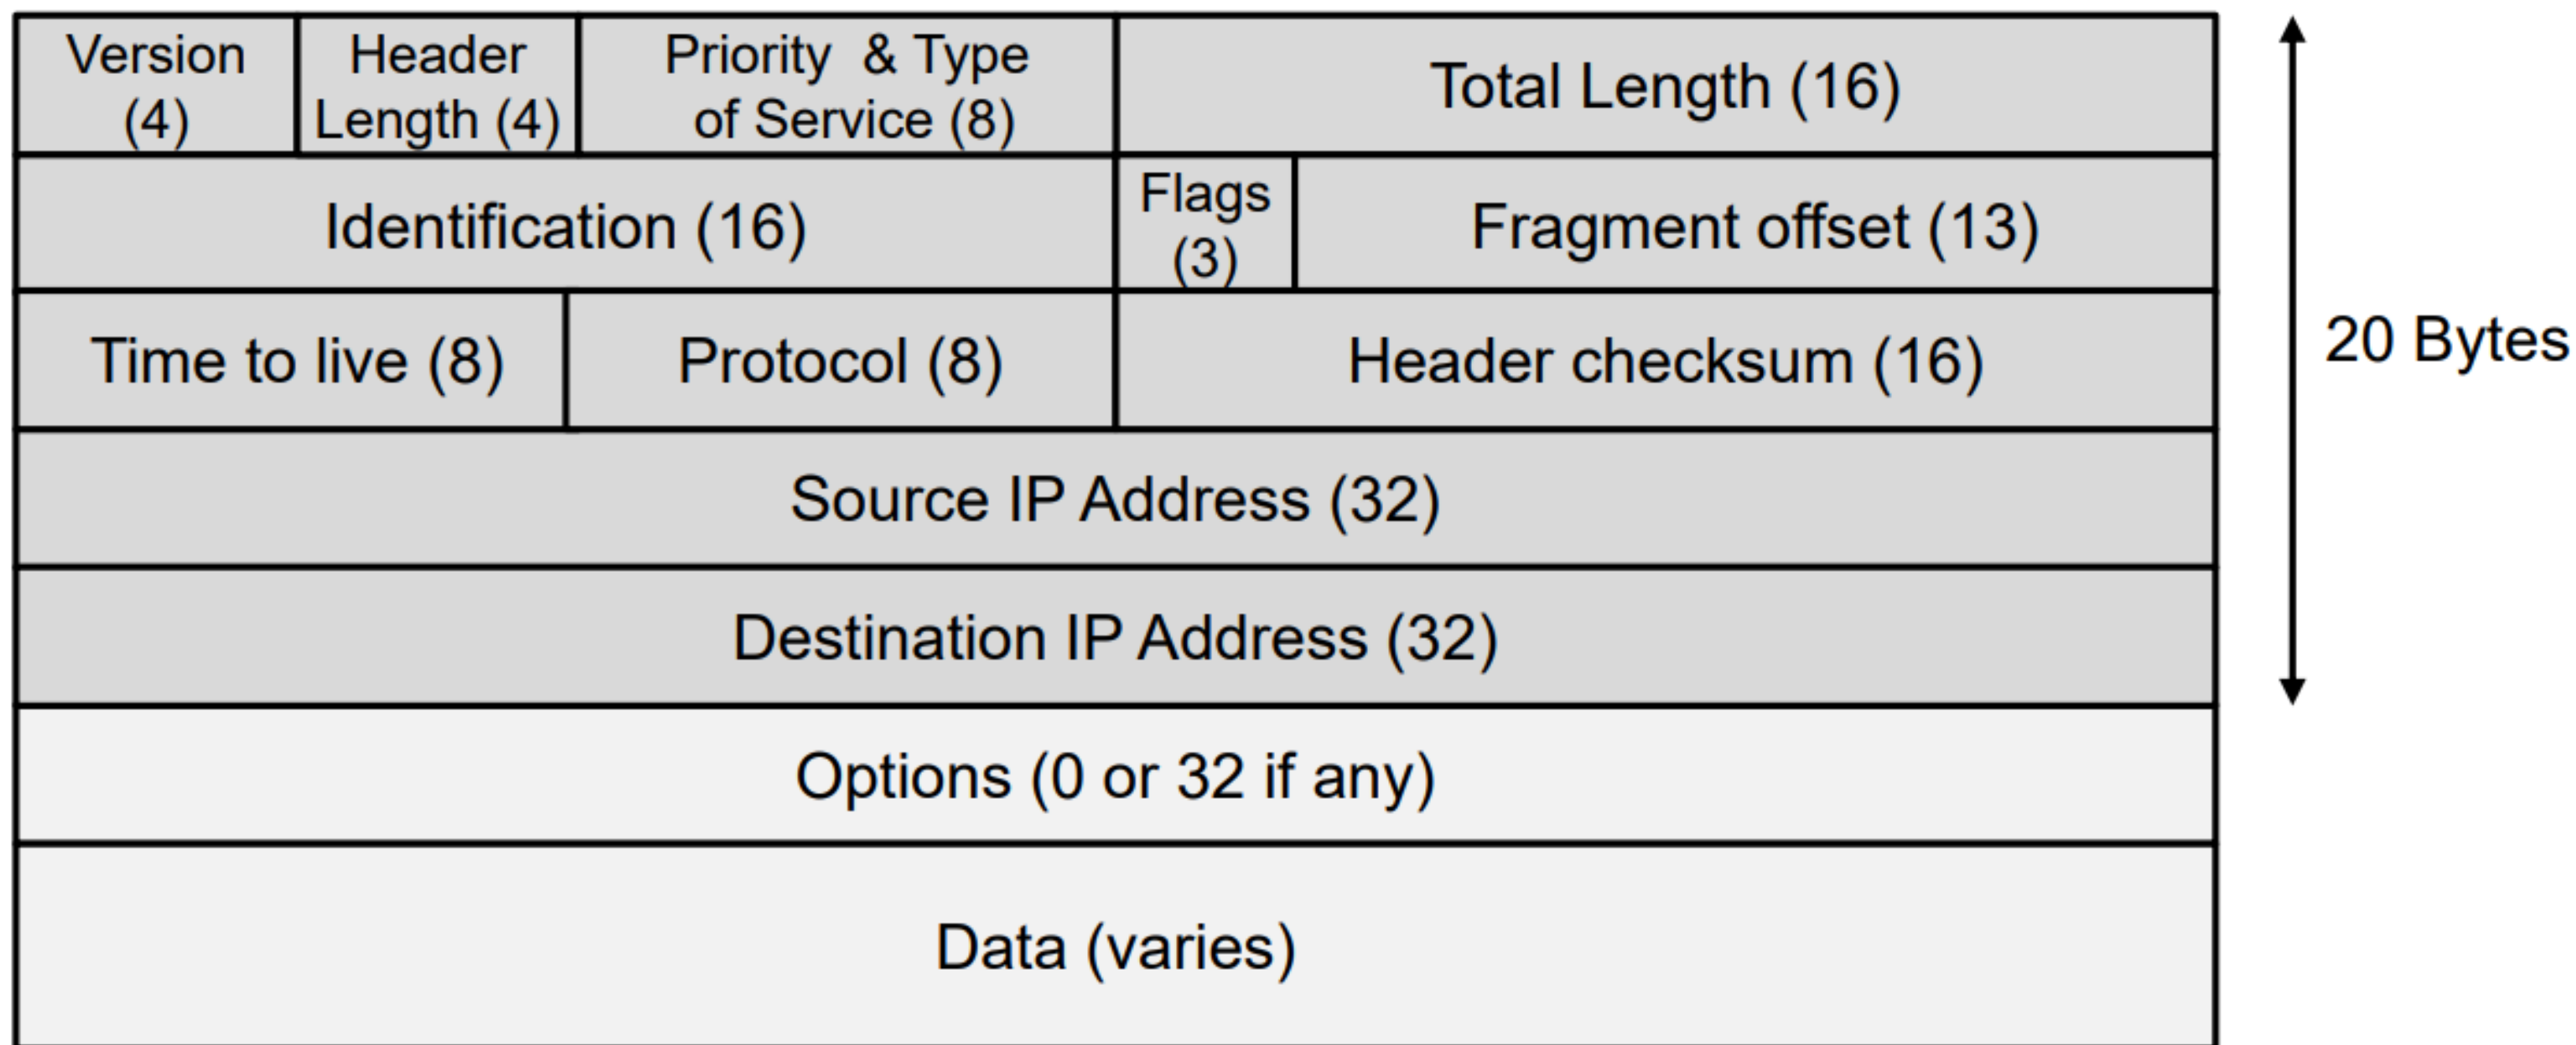 Version
(4)
Header
Length (4)
Priority & Type
of Service (8)
Total Length (16)
Identification (16)
Flags
(3)
Fragment offset (13)
Time to live (8)
Protocol (8)
Header checksum (16)
20 Bytes
Source IP Address (32)
Destination IP Address (32)
Options (0 or 32 if any)
Data (varies)